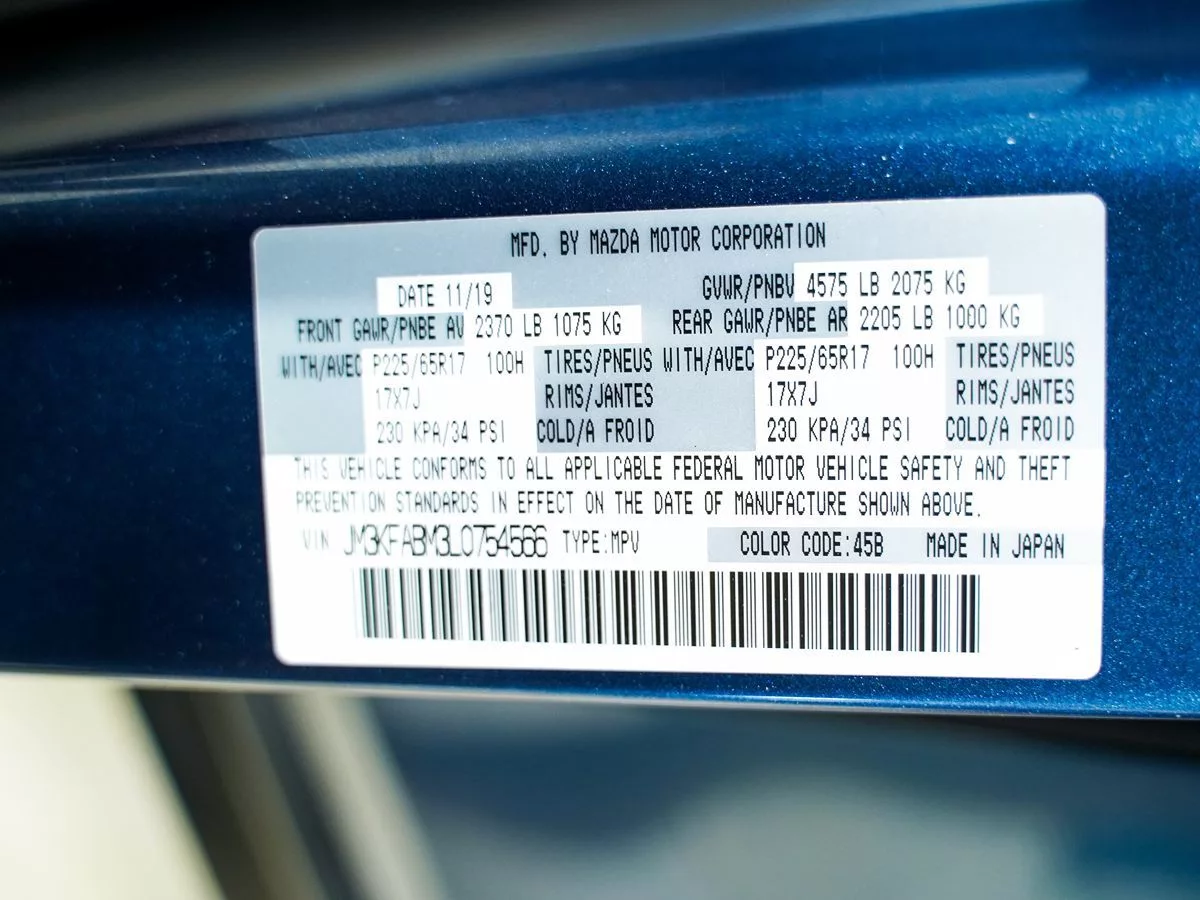 MFD. BY MAZDA MOTOR CORPORATION
DATE 11/19 GVWR/PNBV 4575 LB 2075 KG
FRONT GAWR/PNBE AV 2370 LB 1075 KG REAR GAWR/PNBE AR 2205 LB 1000 KG
WITH/AVEC P225/65R17 100H TIRES/PNEUS WITH/AVEC P225/65R17 100H TIRES/PNEUS
17X7J RIMS/JANTES 17X7J RIMS/JANTES
230 KPA/34 PSI COLD/A FROID 230 KPA/34 PSI COLD/A FROID
THIS VEHICLE CONFORMS TO ALL APPLICABLE FEDERAL MOTOR VEHICLE SAFETY AND THEFT
PREVENTION STANDARDS IN EFFECT ON THE DATE OF MANUFACTURE SHOWN ABOVE.
VIN JM3KFABM3L0754566 TYPE:MPV COLOR CODE:45B MADE IN JAPAN